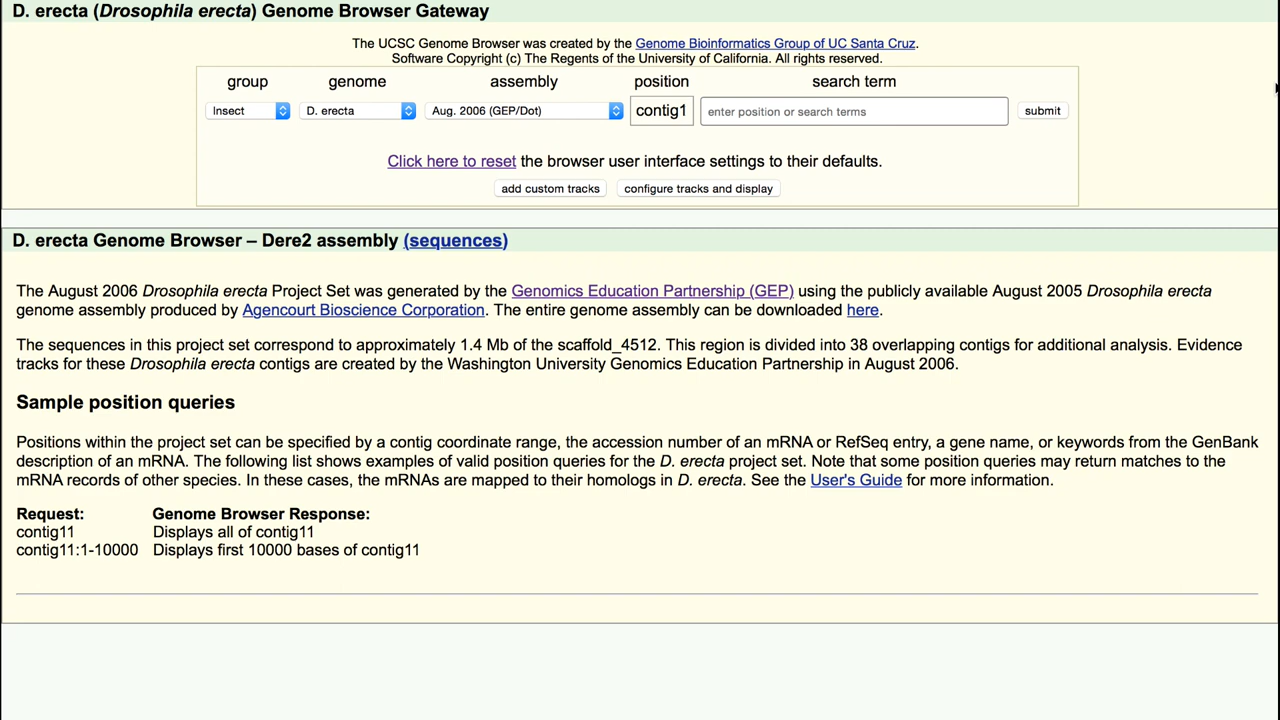 D. erecta (Drosophila erecta) Genome Browser Gateway
The UCSC Genome Browser was created by the Genome Bioinformatics Group of UC Santa Cruz.
Software Copyright (c) The Regents of the University of California. All rights reserved.
group genome assembly position search term
Insect D. erecta Aug. 2006 (GEP/Dot) contig1 enter position or search terms submit
Click here to reset the browser user interface settings to their defaults.
add custom tracks configure tracks and display
D. erecta Genome Browser – Dere2 assembly (sequences)
The August 2006 Drosophila erecta Project Set was generated by the Genomics Education Partnership (GEP) using the publicly available August 2005 Drosophila erecta
genome assembly produced by Agencourt Bioscience Corporation. The entire genome assembly can be downloaded here.
The sequences in this project set correspond to approximately 1.4 Mb of the scaffold_4512. This region is divided into 38 overlapping contigs for additional analysis. Evidence
tracks for these Drosophila erecta contigs are created by the Washington University Genomics Education Partnership in August 2006.
Sample position queries
Positions within the project set can be specified by a contig coordinate range, the accession number of an mRNA or RefSeq entry, a gene name, or keywords from the GenBank
description of an mRNA. The following list shows examples of valid position queries for the D. erecta project set. Note that some position queries may return matches to the
mRNA records of other species. In these cases, the mRNAs are mapped to their homologs in D. erecta. See the User's Guide for more information.
Request: Genome Browser Response:
contig11 Displays all of contig11
contig11:1-10000 Displays first 10000 bases of contig11